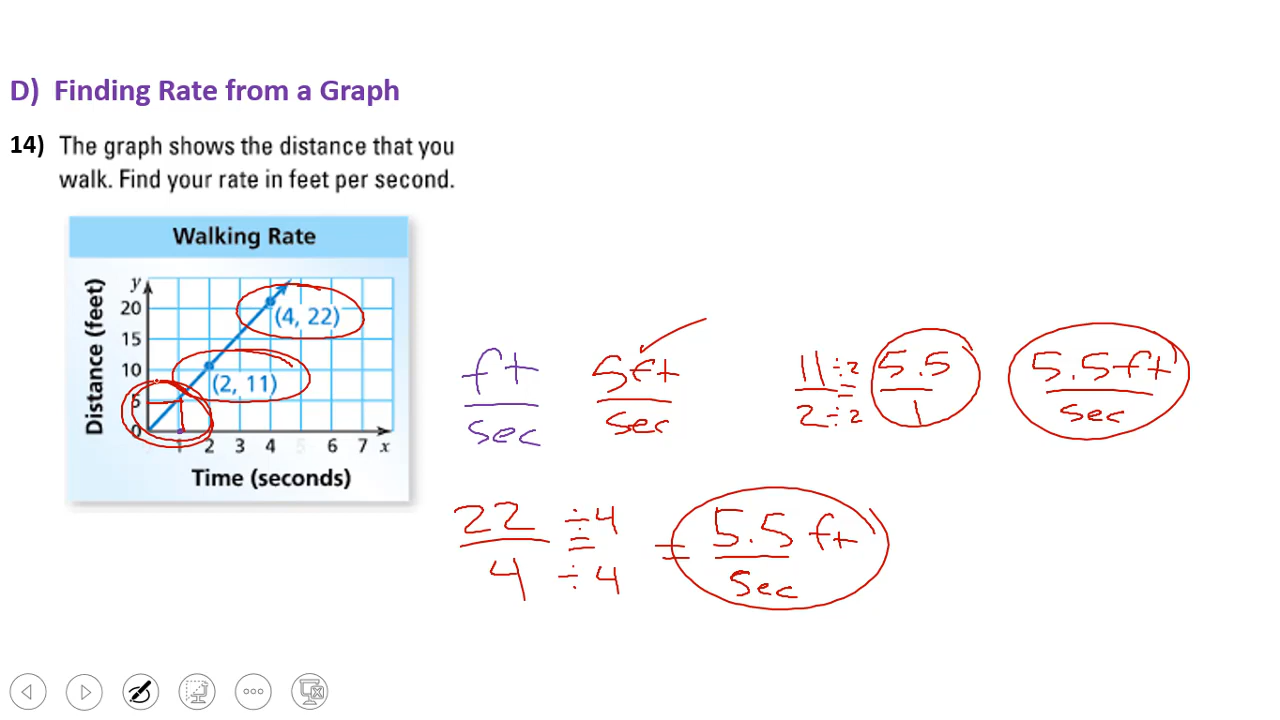 D) Finding Rate from a Graph
14) The graph shows the distance that you
walk. Find your rate in feet per second.
Walking Rate
Distance (feet)
y
20
15
10
5
0
(4, 22)
(2, 11)
1 2 3 4 5 6 7 x
Time (seconds)
ft
sec
5ft
sec
11 ÷2 = 5.5
2 ÷2 1
5.5ft
sec
22 ÷4 = 5.5 ft
4 ÷4 sec